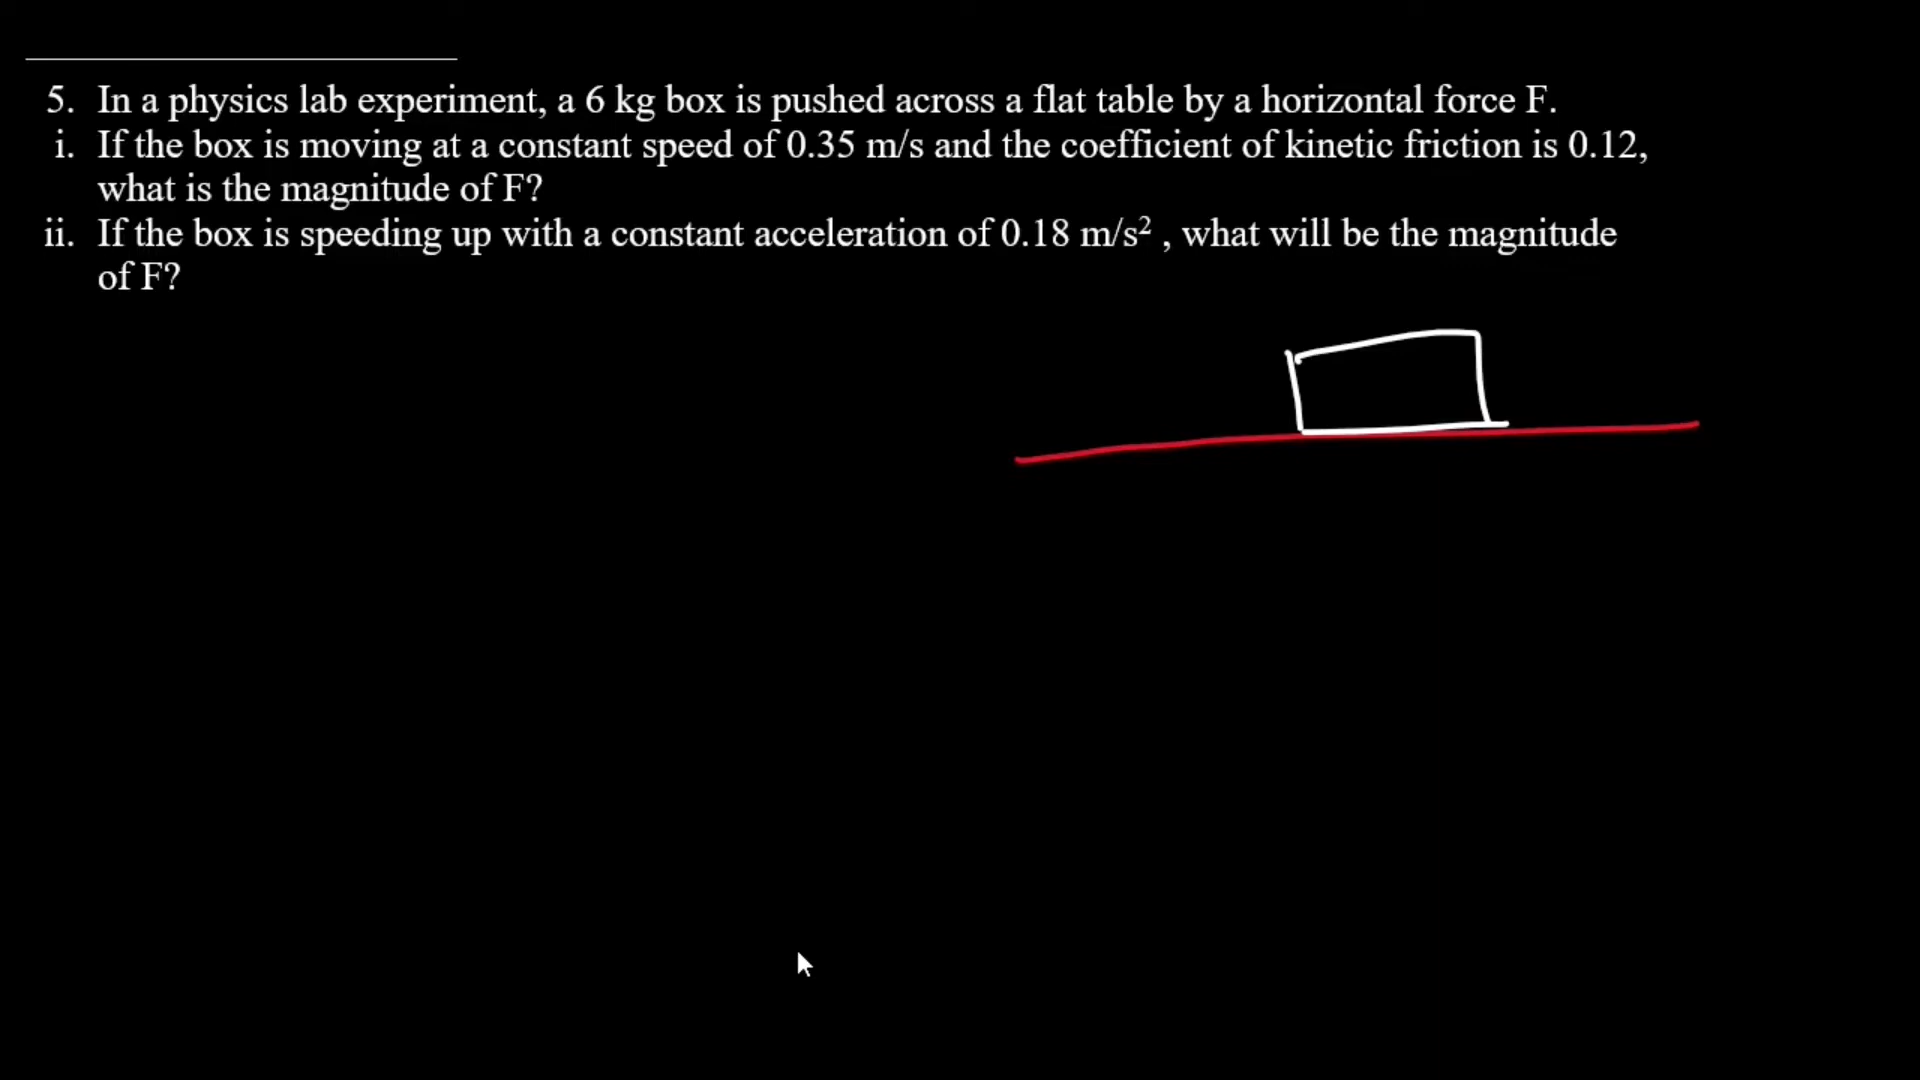 5. In a physics lab experiment, a 6 kg box is pushed across a flat table by a horizontal force F.
i. If the box is moving at a constant speed of 0.35 m/s and the coefficient of kinetic friction is 0.12,
what is the magnitude of F?
ii. If the box is speeding up with a constant acceleration of 0.18 m/s² , what will be the magnitude
of F?